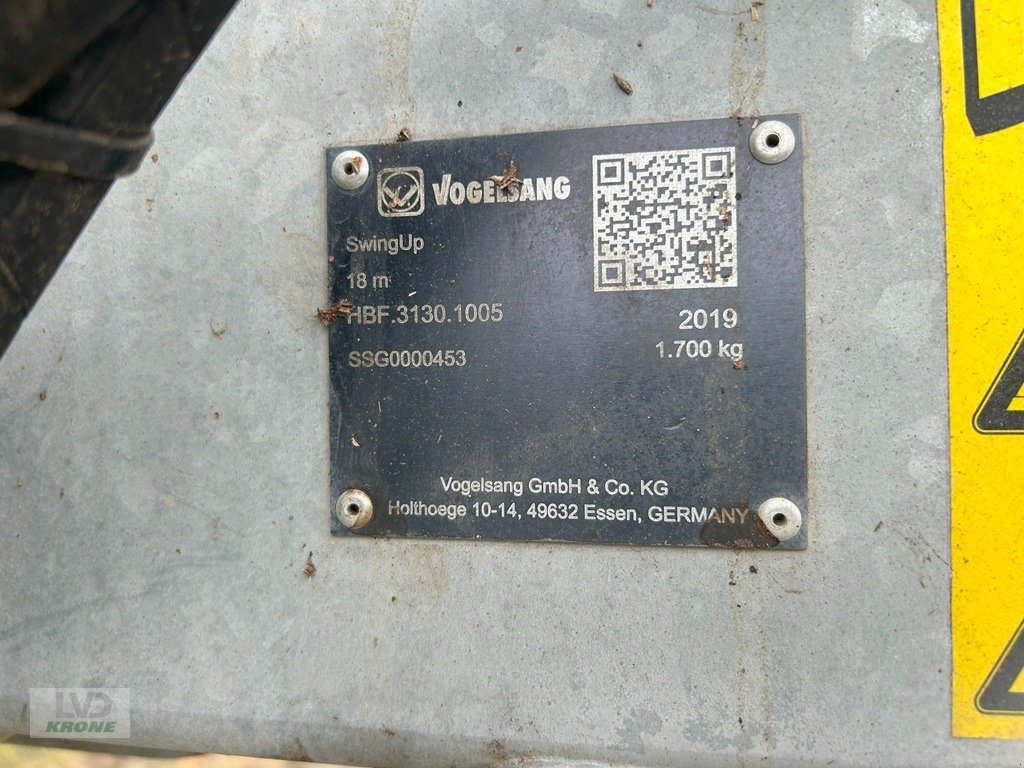 VOGELSANG
SwingUp
18 m
HBF.3130.1005
2019
SSG0000453
1.700 kg
Vogelsang GmbH & Co. KG
Holthoege 10-14, 49632 Essen, GERMANY
LVD
KRONE